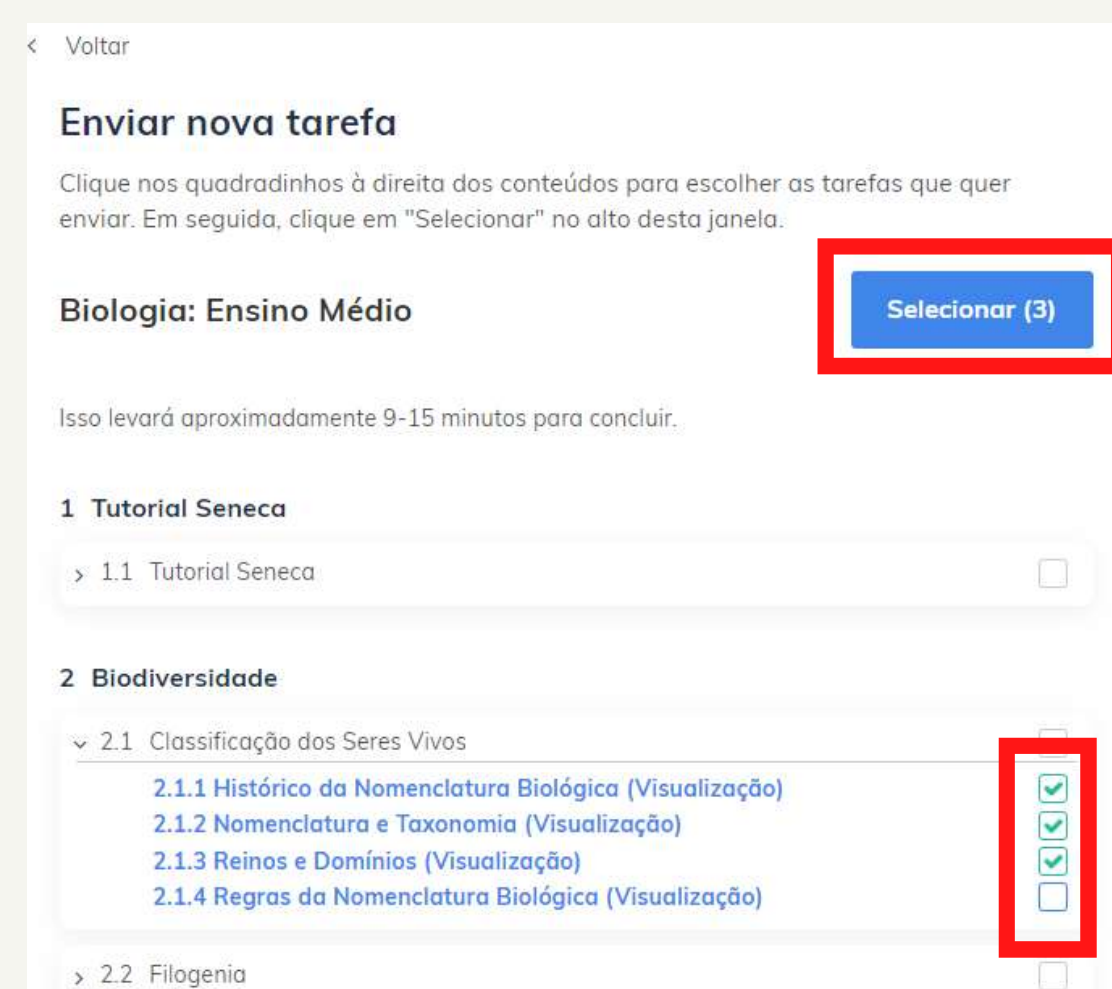 Voltar
Enviar nova tarefa
Clique nos quadradinhos à direita dos conteúdos para escolher as tarefas que quer
enviar. Em seguida, clique em "Selecionar" no alto desta janela.
Biologia: Ensino Médio
Selecionar (3)
Isso levará aproximadamente 9-15 minutos para concluir.
1 Tutorial Seneca
1.1 Tutorial Seneca
2 Biodiversidade
2.1 Classificação dos Seres Vivos
2.1.1 Histórico da Nomenclatura Biológica (Visualização)
2.1.2 Nomenclatura e Taxonomia (Visualização)
2.1.3 Reinos e Domínios (Visualização)
2.1.4 Regras da Nomenclatura Biológica (Visualização)
2.2 Filogenia